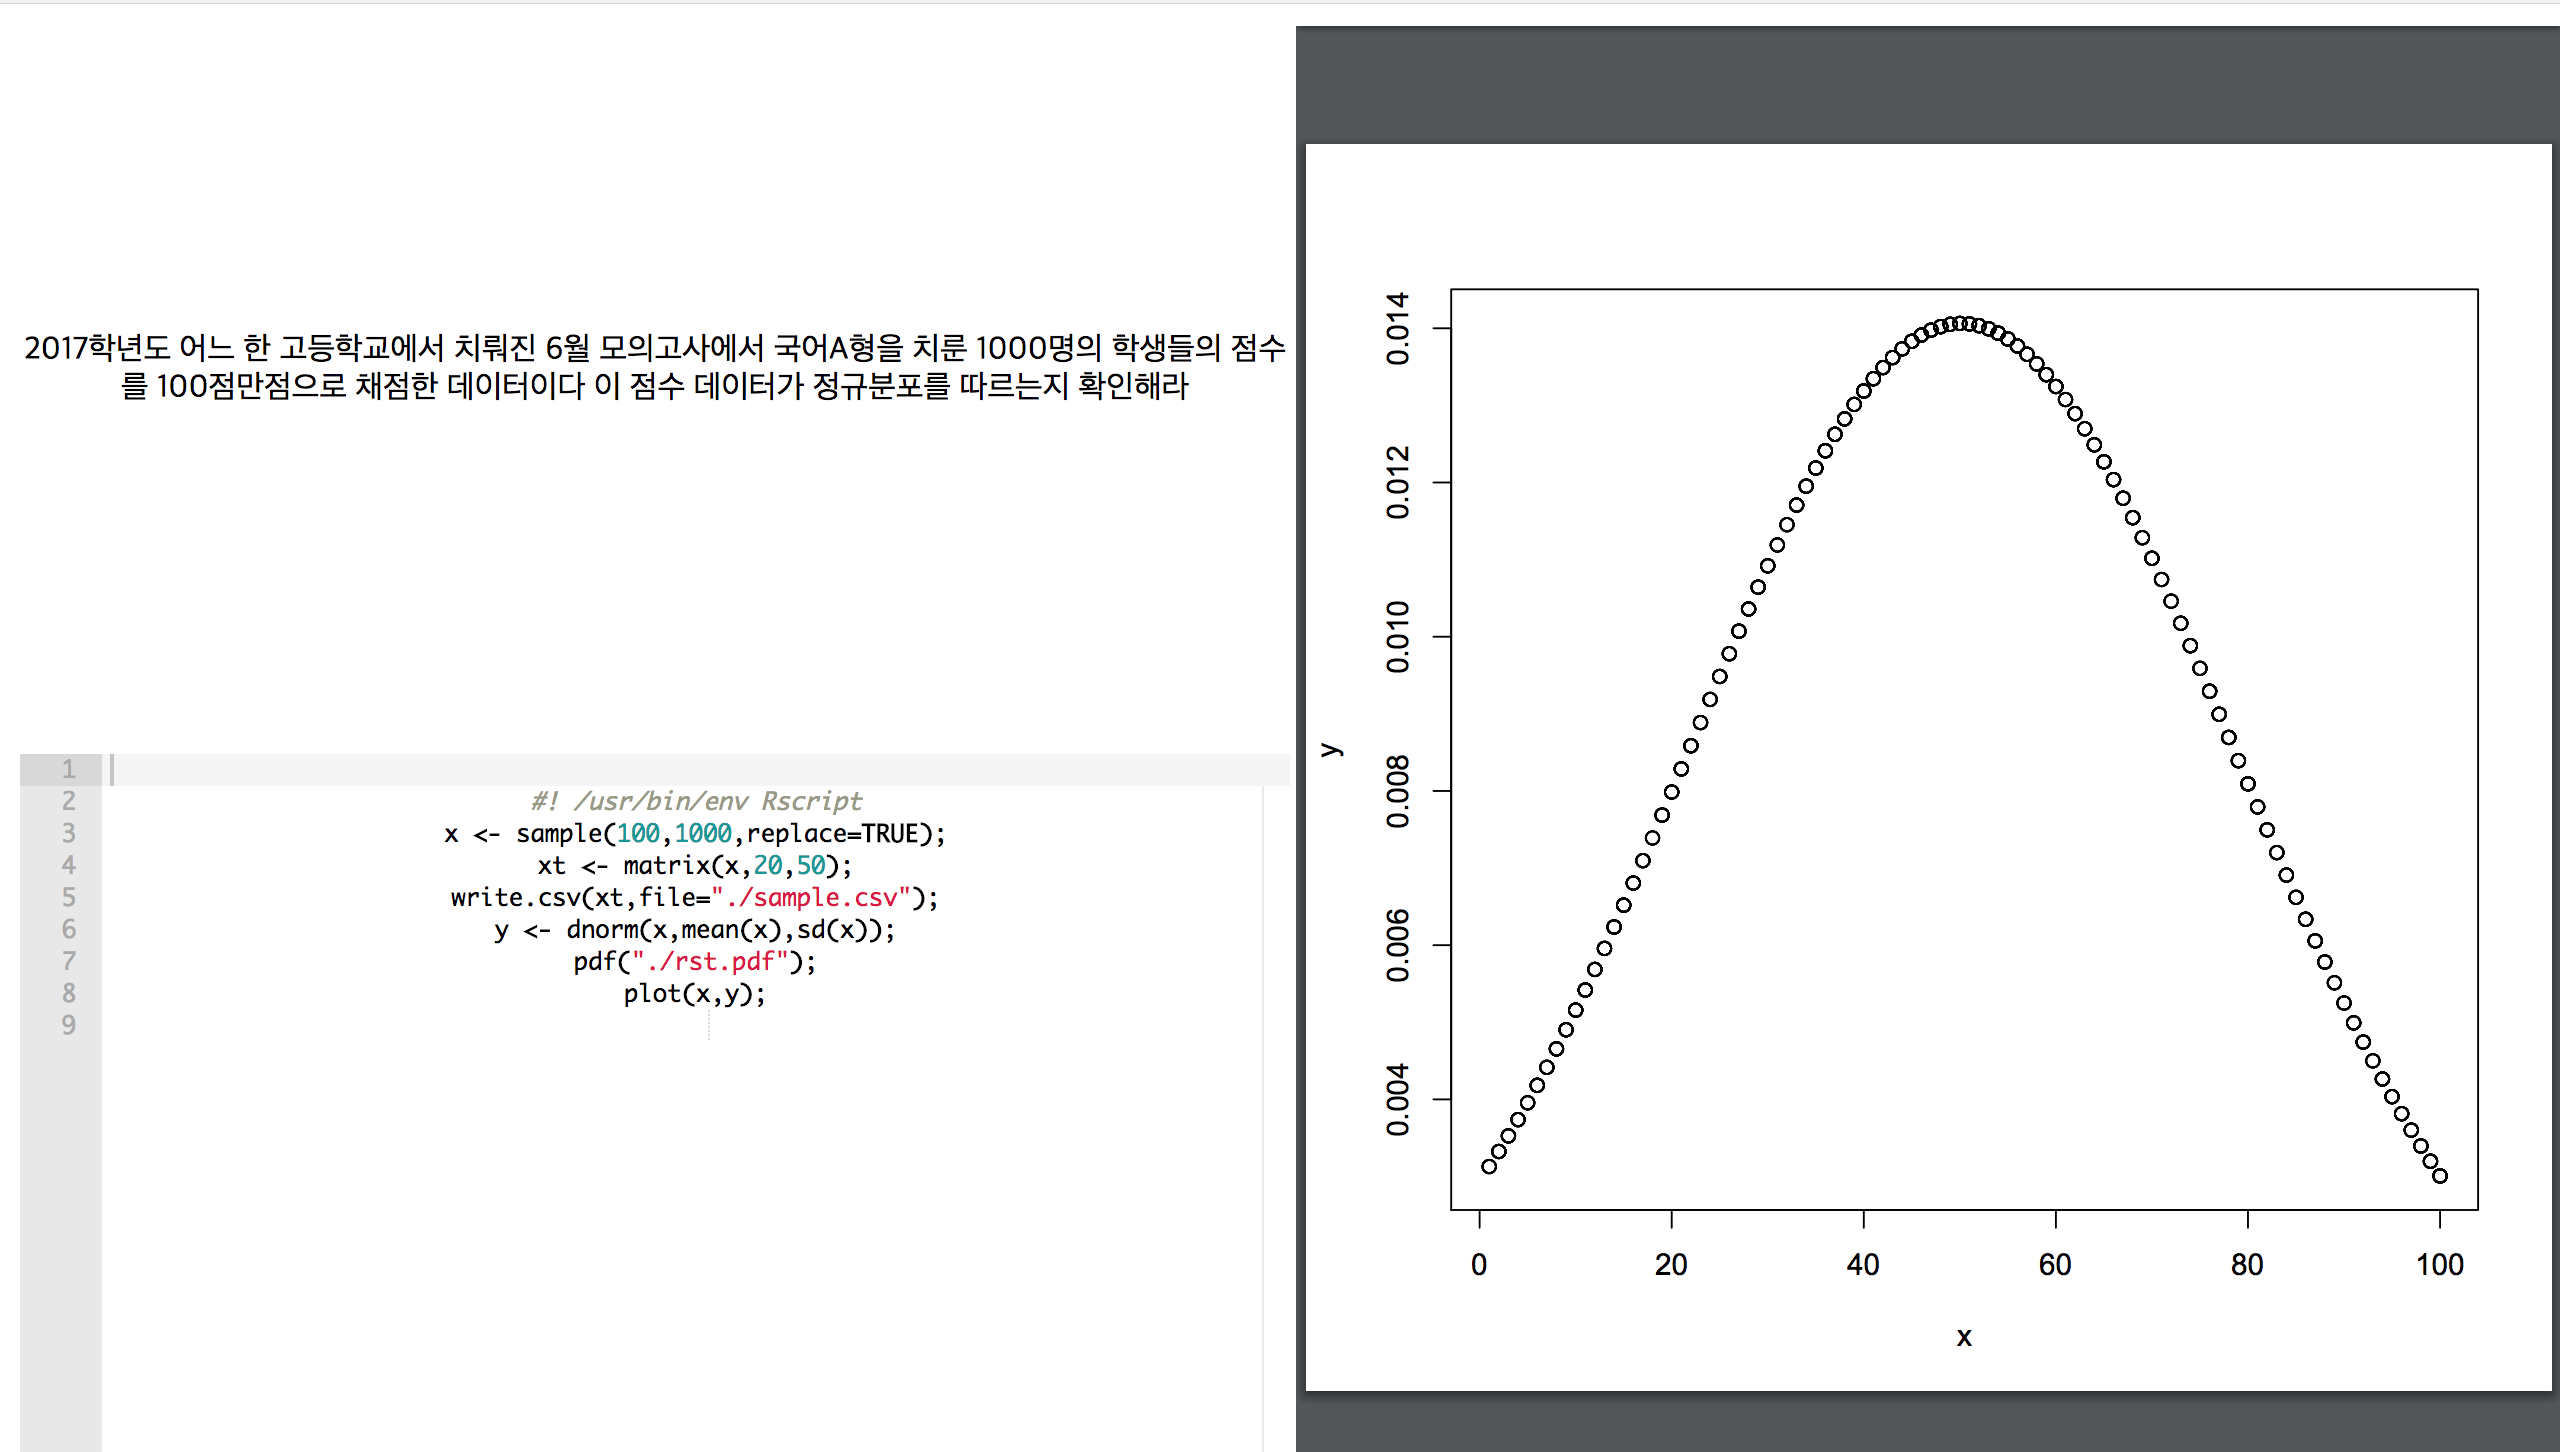 2017학년도 어느 한 고등학교에서 치뤄진 6월 모의고사에서 국어A형을 치룬 1000명의 학생들의 점수
를 100점만점으로 채점한 데이터이다 이 점수 데이터가 정규분포를 따르는지 확인해라
1
2 #! /usr/bin/env Rscript
3 x <- sample(100,1000,replace=TRUE);
4 xt <- matrix(x,20,50);
5 write.csv(xt,file="./sample.csv");
6 y <- dnorm(x,mean(x),sd(x));
7 pdf("./rst.pdf");
8 plot(x,y);
9
0.014
0.012
0.010
0.008
0.006
0.004
y
0 20 40 60 80 100
x